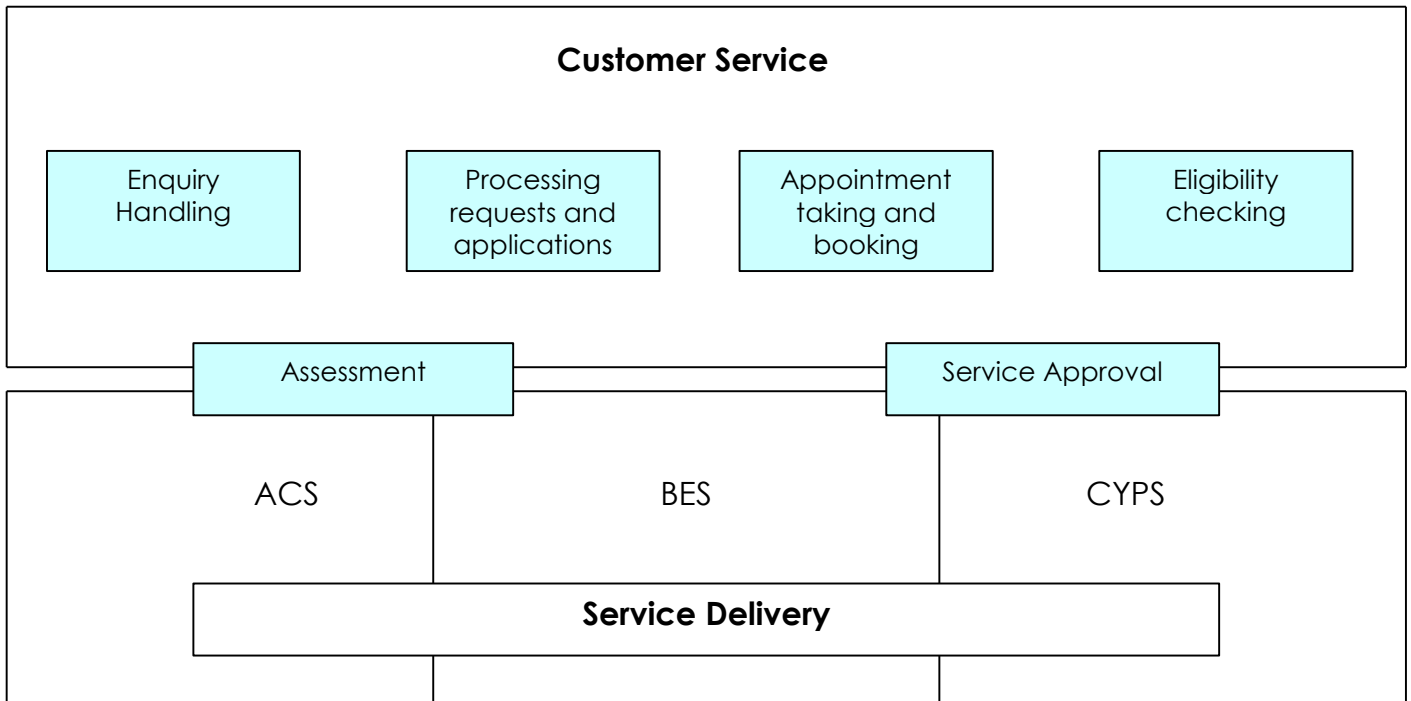 Customer Service
Enquiry
Handling
Processing
requests and
applications
Appointment
taking and
booking
Eligibility
checking
Assessment
Service Approval
ACS
BES
CYPS
Service Delivery